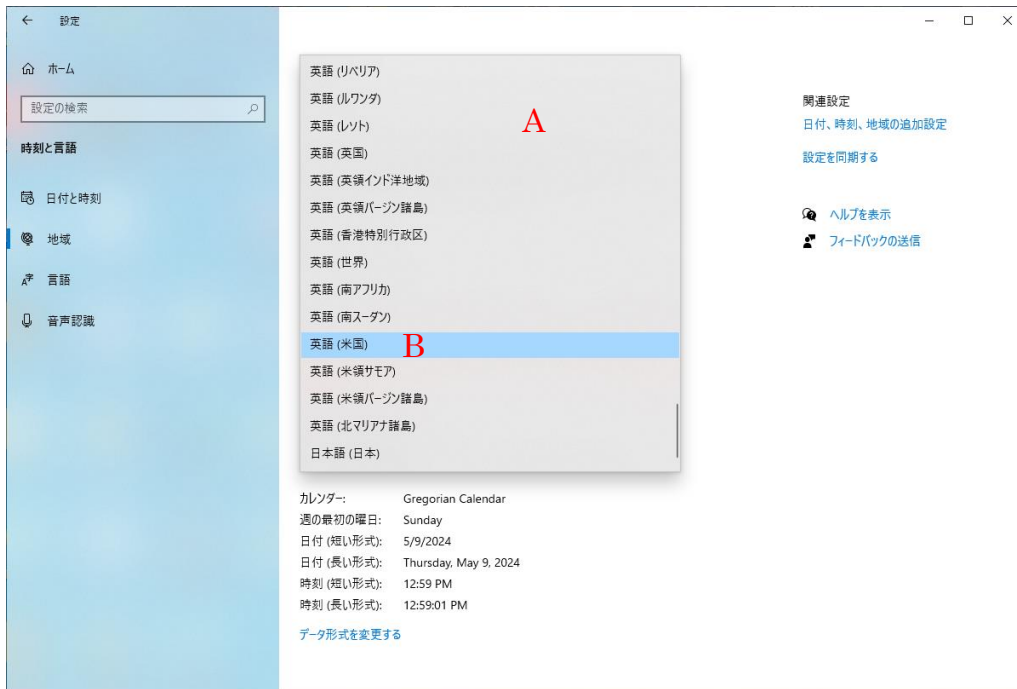 設定
ホーム
設定の検索
時刻と言語
日付と時刻
地域
言語
音声認識
英語 (リベリア)
英語 (ルワンダ)
英語 (レソト)
A
英語 (英国)
英語 (英領インド洋地域)
英語 (英領バージン諸島)
英語 (香港特別行政区)
英語 (世界)
英語 (南アフリカ)
英語 (南スーダン)
英語 (米国) B
英語 (米領サモア)
英語 (米領バージン諸島)
英語 (北マリアナ諸島)
日本語 (日本)
カレンダー: Gregorian Calendar
週の最初の曜日: Sunday
日付 (短い形式): 5/9/2024
日付 (長い形式): Thursday, May 9, 2024
時刻 (短い形式): 12:59 PM
時刻 (長い形式): 12:59:01 PM
データ形式を変更する
関連設定
日付、時刻、地域の追加設定
設定を同期する
ヘルプを表示
フィードバックの送信